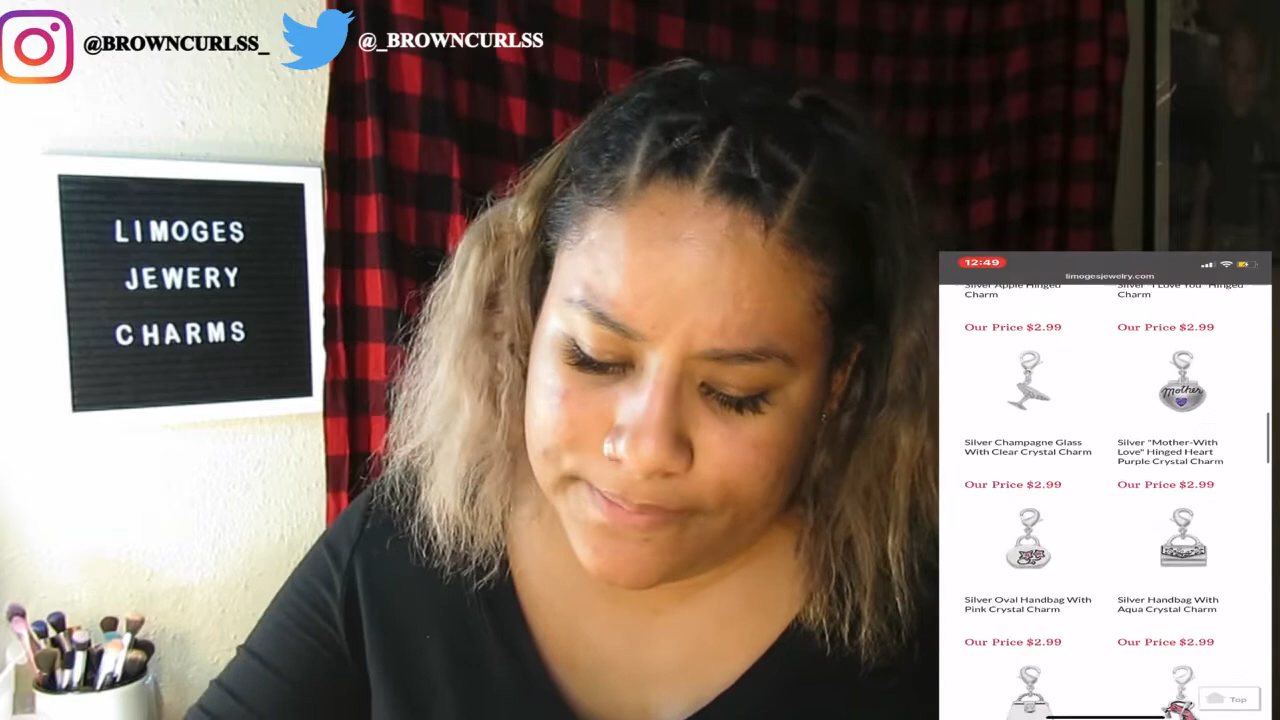 @BROWNCURLSS_
@_BROWNCURLSS
LIMOGES
JEWERY
CHARMS
12:49
limogesjewelry.com
Silver Apple Hinged
Charm
Silver "I Love You" Hinged
Charm
Our Price $2.99
Our Price $2.99
Mother
Silver Champagne Glass
With Clear Crystal Charm
Silver "Mother-With
Love" Hinged Heart
Purple Crystal Charm
Our Price $2.99
Our Price $2.99
Silver Oval Handbag With
Pink Crystal Charm
Silver Handbag With
Aqua Crystal Charm
Our Price $2.99
Our Price $2.99
Top